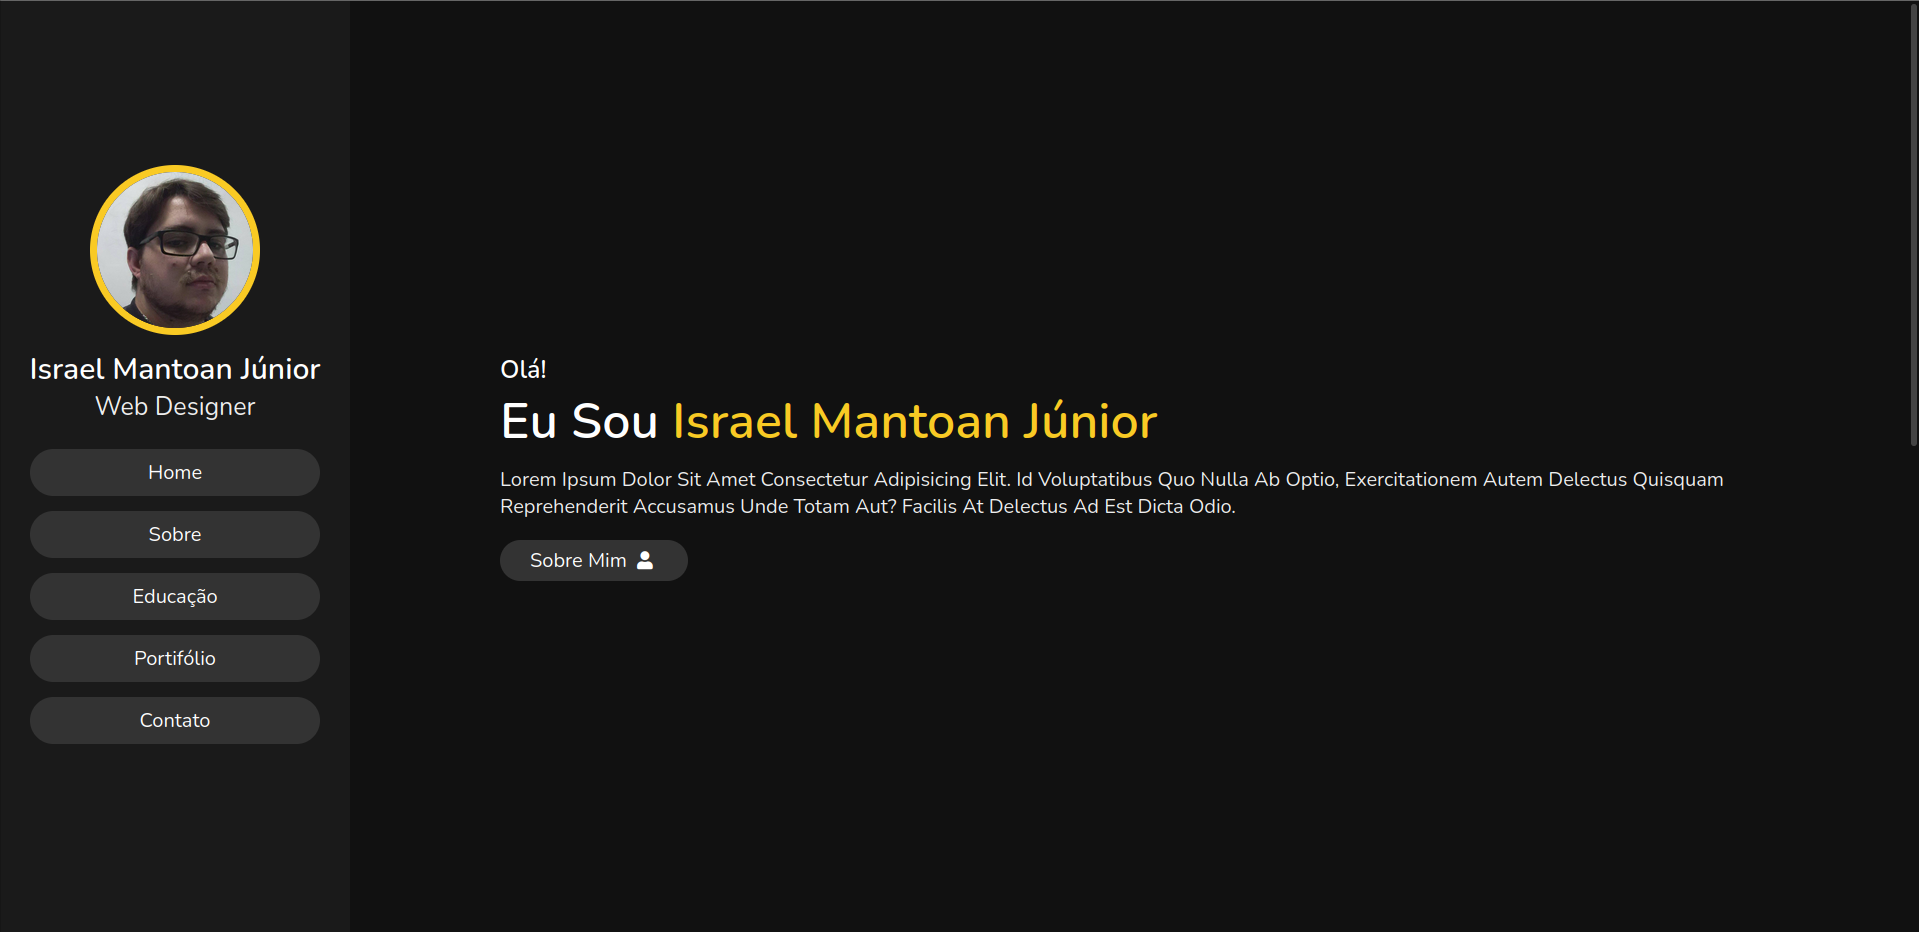 Israel Mantoan Júnior
Web Designer
Home
Sobre
Educação
Portifólio
Contato
Olá!
Eu Sou Israel Mantoan Júnior
Lorem Ipsum Dolor Sit Amet Consectetur Adipisicing Elit. Id Voluptatibus Quo Nulla Ab Optio, Exercitationem Autem Delectus Quisquam
Reprehenderit Accusamus Unde Totam Aut? Facilis At Delectus Ad Est Dicta Odio.
Sobre Mim